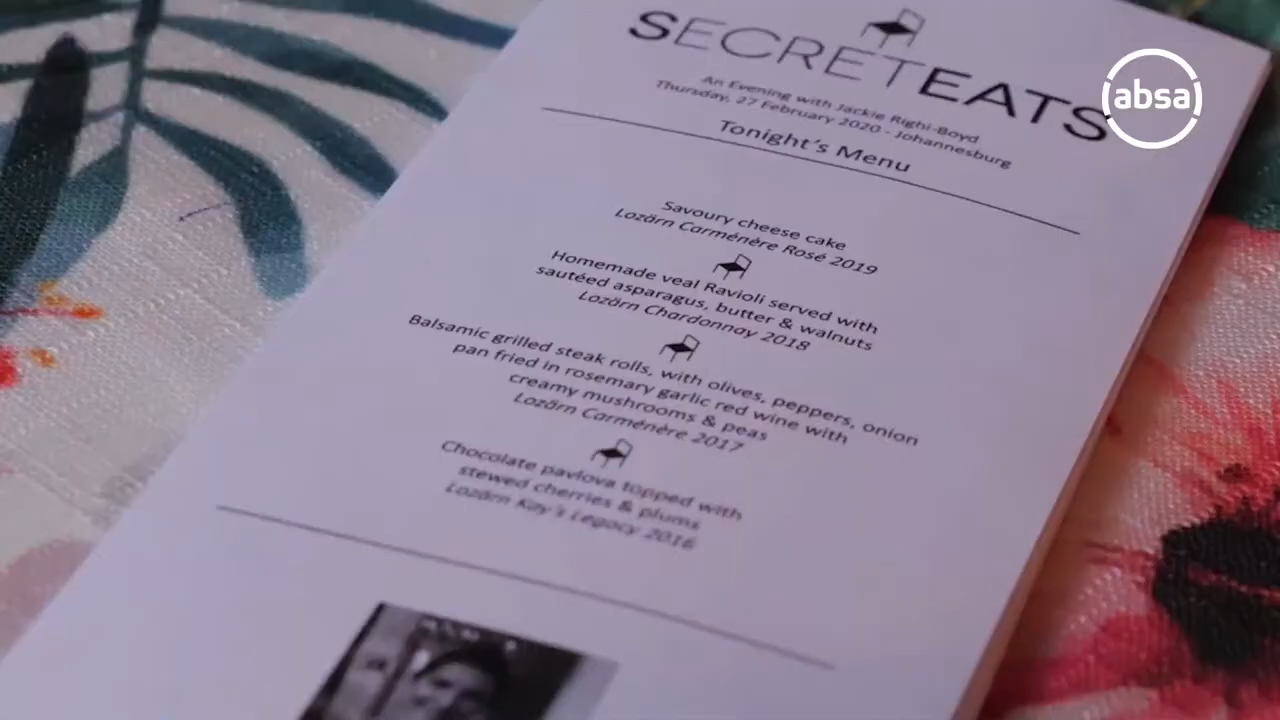 SECRETEATS
absa
An Evening with Jackie Righi-Boyd
Thursday, 27 February 2020 - Johannesburg
Tonight's Menu
Savoury cheese cake
Lozärn Carménère Rosé 2019
Homemade veal Ravioli served with
sautéed asparagus, butter & walnuts
Lozärn Chardonnay 2018
Balsamic grilled steak rolls, with olives, peppers, onion
pan fried in rosemary garlic red wine with
creamy mushrooms & peas
Lozärn Carménère 2017
Chocolate pavlova topped with
stewed cherries & plums
Lozärn Kay's Legacy 2016